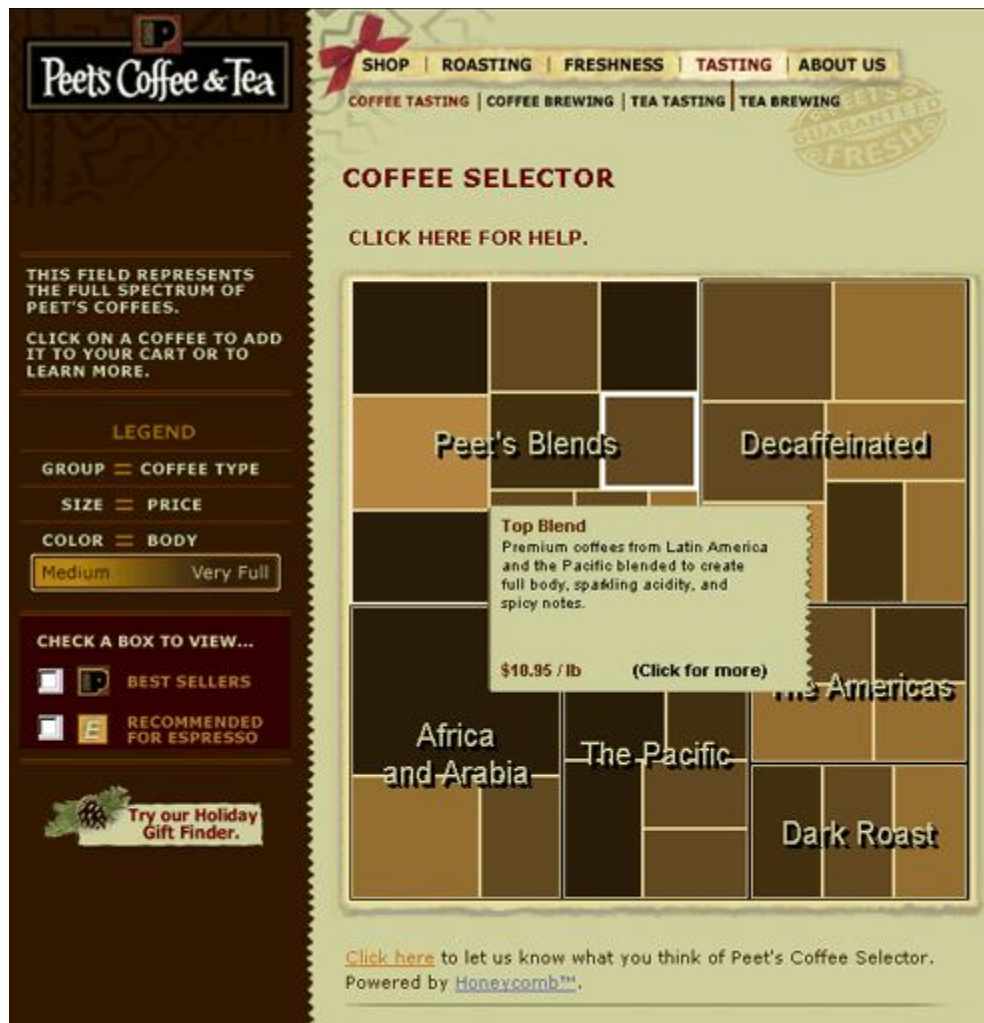 Peet's Coffee & Tea
SHOP | ROASTING | FRESHNESS | TASTING | ABOUT US
COFFEE TASTING | COFFEE BREWING | TEA TASTING | TEA BREWING
PEET'S
GUARANTEED
FRESH
COFFEE SELECTOR
CLICK HERE FOR HELP.
THIS FIELD REPRESENTS
THE FULL SPECTRUM OF
PEET'S COFFEES.
CLICK ON A COFFEE TO ADD
IT TO YOUR CART OR TO
LEARN MORE.
LEGEND
GROUP = COFFEE TYPE
SIZE = PRICE
COLOR = BODY
Medium Very Full
CHECK A BOX TO VIEW...
P BEST SELLERS
E RECOMMENDED
FOR ESPRESSO
Try our Holiday
Gift Finder.
Peet's Blends
Decaffeinated
Top Blend
Premium coffees from Latin America
and the Pacific blended to create
full body, sparkling acidity, and
spicy notes.
$10.95 / lb (Click for more)
The Americas
Africa
and Arabia
The Pacific
Dark Roast
Click here to let us know what you think of Peet's Coffee Selector.
Powered by Honeycomb™.